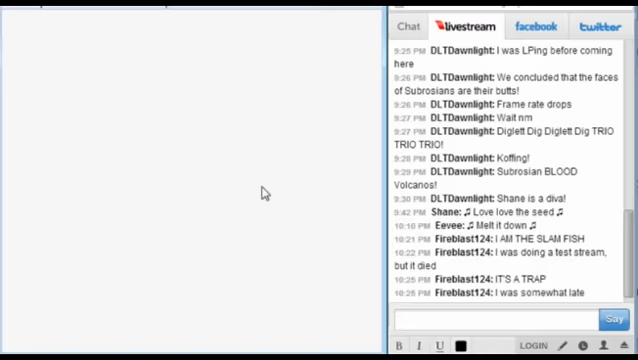 Chat livestream facebook twitter
9:25 PM DLTDawnlight: I was LPing before coming
here
9:26 PM DLTDawnlight: We concluded that the faces
of Subrosians are their butts!
9:26 PM DLTDawnlight: Frame rate drops
9:27 PM DLTDawnlight: Wait nm
9:27 PM DLTDawnlight: Diglett Dig Diglett Dig TRIO
TRIO TRIO!
9:28 PM DLTDawnlight: Koffing!
9:29 PM DLTDawnlight: Subrosian BLOOD
Volcanos!
9:30 PM DLTDawnlight: Shane is a diva!
9:42 PM Shane: ♫ Love love the seed ♫
10:10 PM Eevee: ♫ Melt it down ♫
10:21 PM Fireblast124: I AM THE SLAM FISH
10:22 PM Fireblast124: I was doing a test stream,
but it died
10:25 PM Fireblast124: IT'S A TRAP
10:25 PM Fireblast124: I was somewhat late
Say
B I U LOGIN